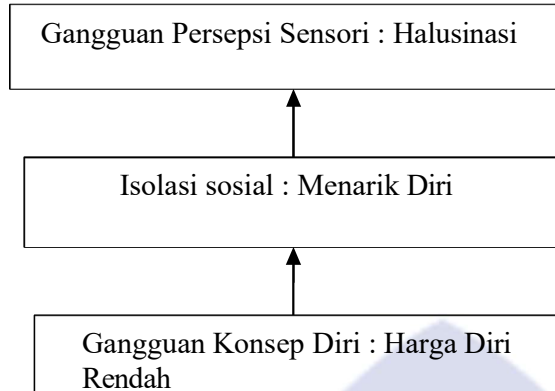 Gangguan Persepsi Sensori : Halusinasi
Isolasi sosial : Menarik Diri
Gangguan Konsep Diri : Harga Diri
Rendah